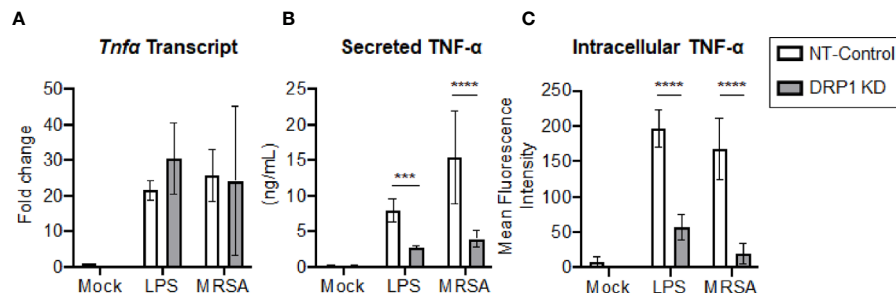 A
Tnfα Transcript
Fold change
50
40
30
20
10
0
Mock LPS MRSA
B
Secreted TNF-α
(ng/mL)
25
20
15
10
5
0
***
****
Mock LPS MRSA
C
Intracellular TNF-α
Mean Fluorescence
Intensity
250
200
150
100
50
0
****
****
Mock LPS MRSA
NT-Control
DRP1 KD